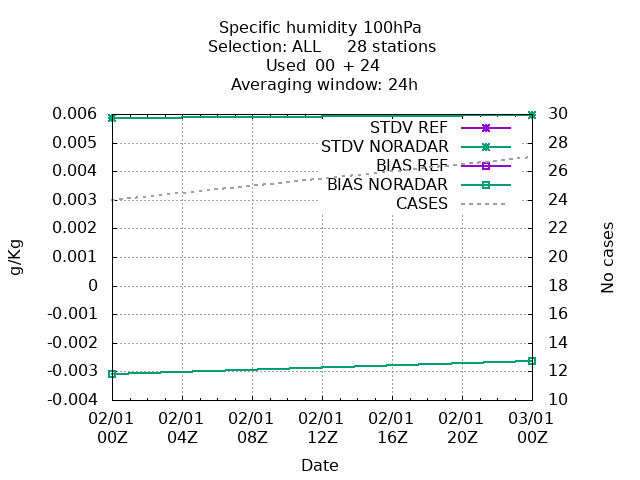 Specific humidity 100hPa
Selection: ALL     28 stations
Used  00  + 24
Averaging window: 24h
0.006
0.005
0.004
0.003
0.002
0.001
0
-0.001
-0.002
-0.003
-0.004
g/Kg
STDV REF
STDV NORADAR
BIAS REF
BIAS NORADAR
CASES
30
28
26
24
22
20
18
16
14
12
10
No cases
02/01 02/01 02/01 02/01 02/01 02/01 03/01
00Z 04Z 08Z 12Z 16Z 20Z 00Z
Date